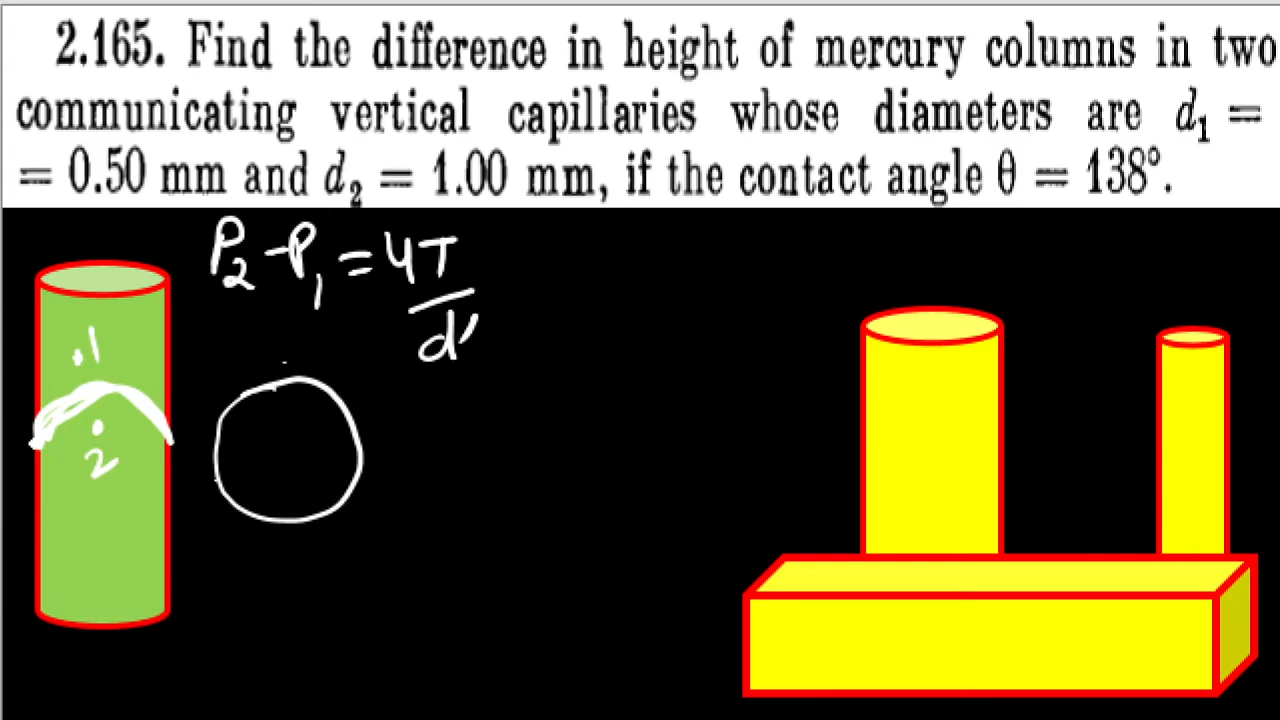 2.165. Find the difference in height of mercury columns in two
communicating vertical capillaries whose diameters are d₁ =
= 0.50 mm and d₂ = 1.00 mm, if the contact angle θ = 138°.
P₂ - P₁ = 4T/d'
.1
2